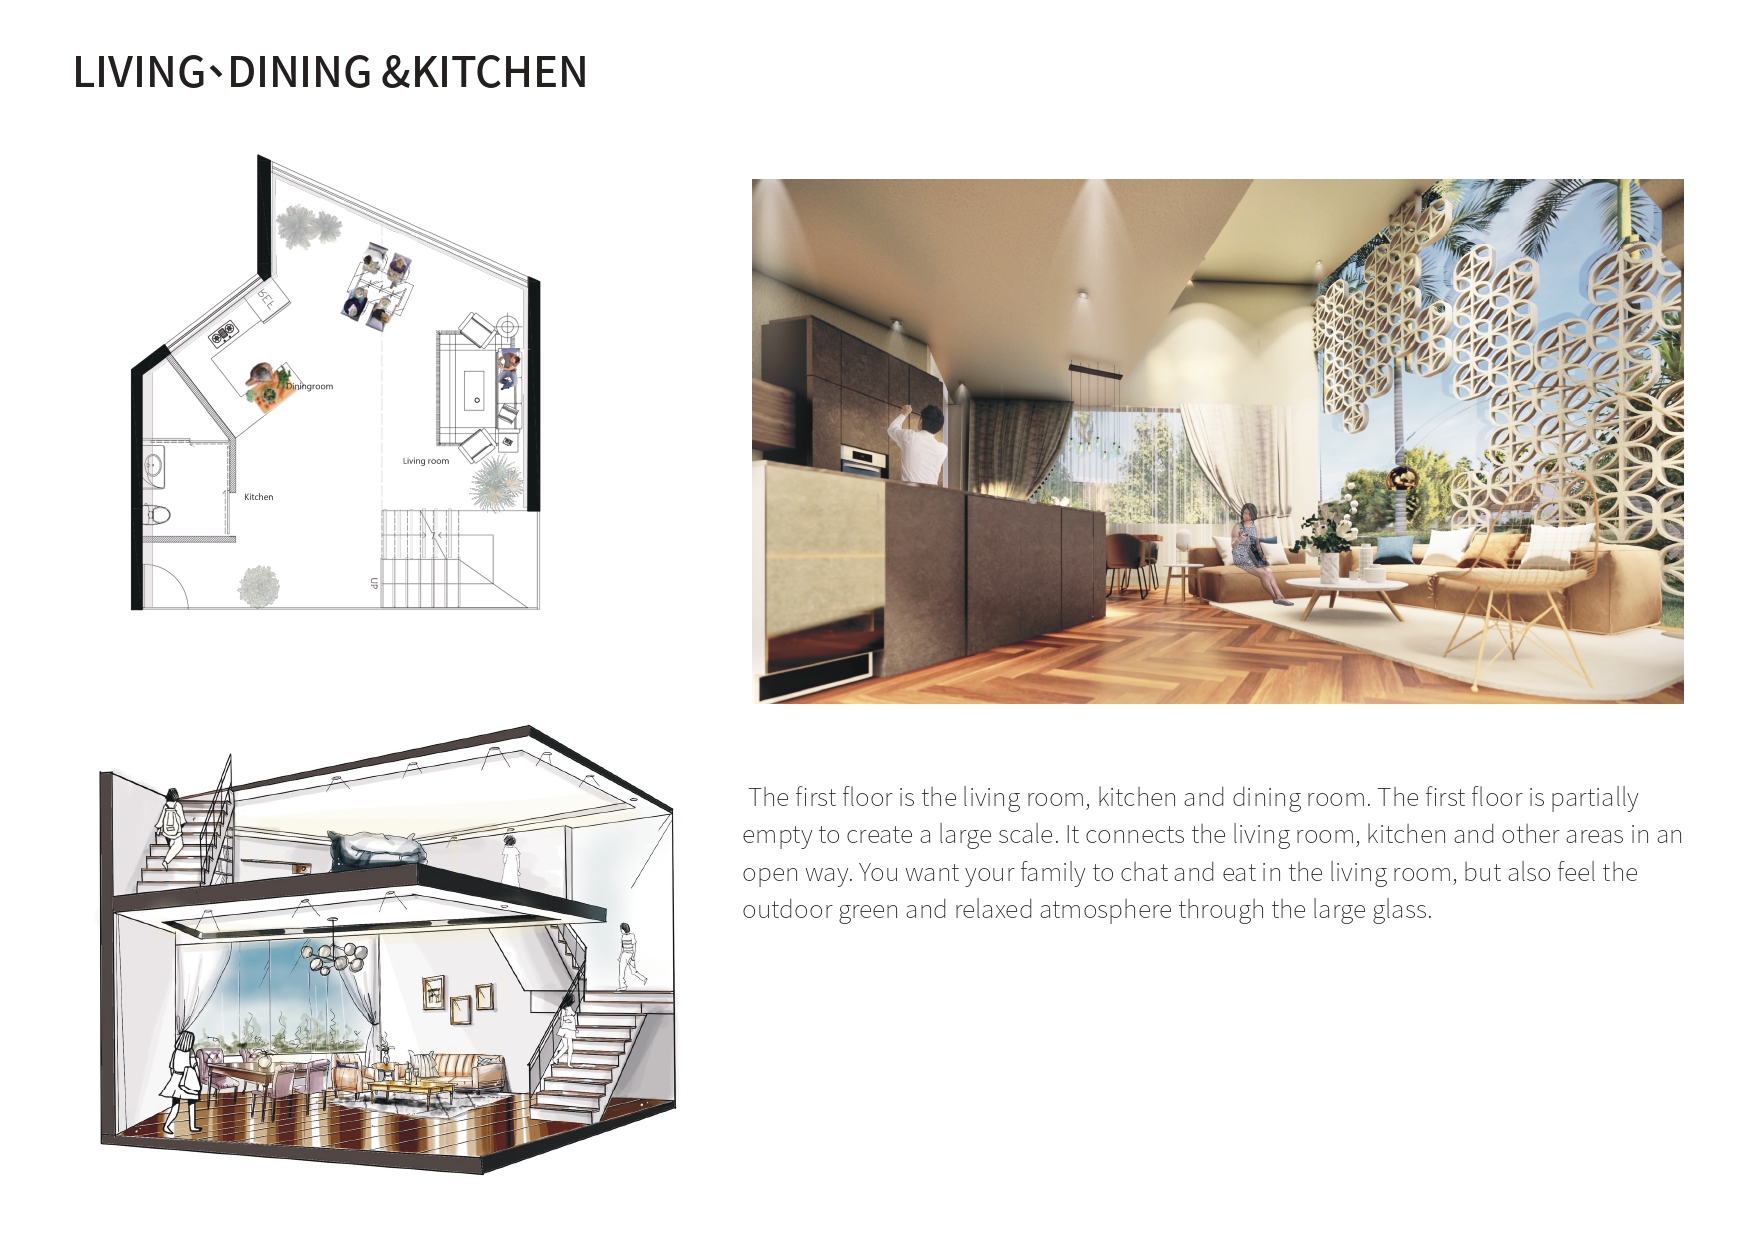 LIVING、DINING &KITCHEN
REF
Diningroom
Living room
Kitchen
UP
The first floor is the living room, kitchen and dining room. The first floor is partially
empty to create a large scale. It connects the living room, kitchen and other areas in an
open way. You want your family to chat and eat in the living room, but also feel the
outdoor green and relaxed atmosphere through the large glass.